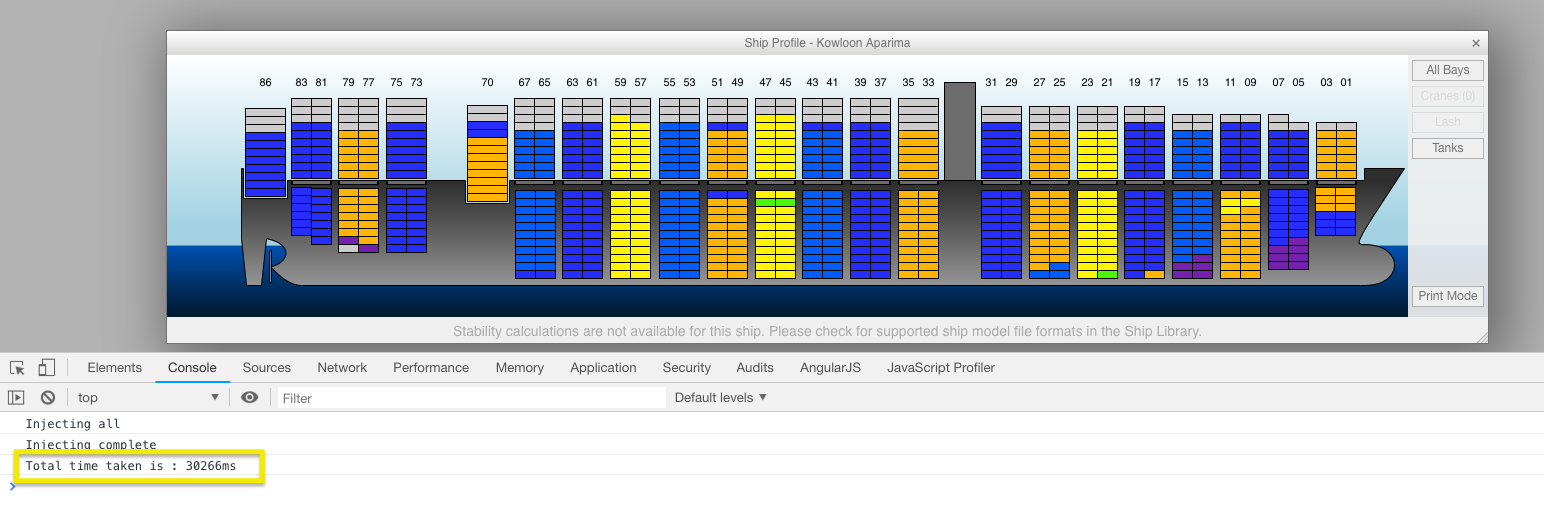 Ship Profile - Kowloon Aparima ×
86 83 81 79 77 75 73 70 67 65 63 61 59 57 55 53 51 49 47 45 43 41 39 37 35 33 31 29 27 25 23 21 19 17 15 13 11 09 07 05 03 01
All Bays
Cranes (0)
Lash
Tanks
Print Mode
Stability calculations are not available for this ship. Please check for supported ship model file formats in the Ship Library.
Elements Console Sources Network Performance Memory Application Security Audits AngularJS JavaScript Profiler
top Filter Default levels
Injecting all
Injecting complete
Total time taken is : 30266ms